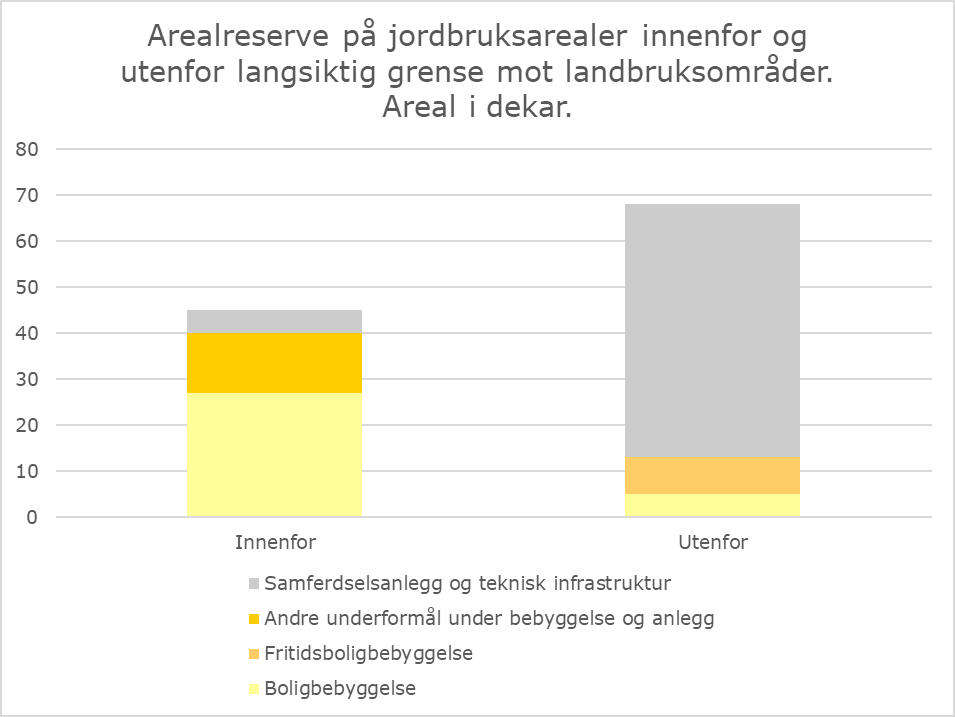 Arealreserve på jordbruksarealer innenfor og
utenfor langsiktig grense mot landbruksområder.
Areal i dekar.
80
70
60
50
40
30
20
10
0
Innenfor
Utenfor
Samferdselsanlegg og teknisk infrastruktur
Andre underformål under bebyggelse og anlegg
Fritidsboligbebyggelse
Boligbebyggelse